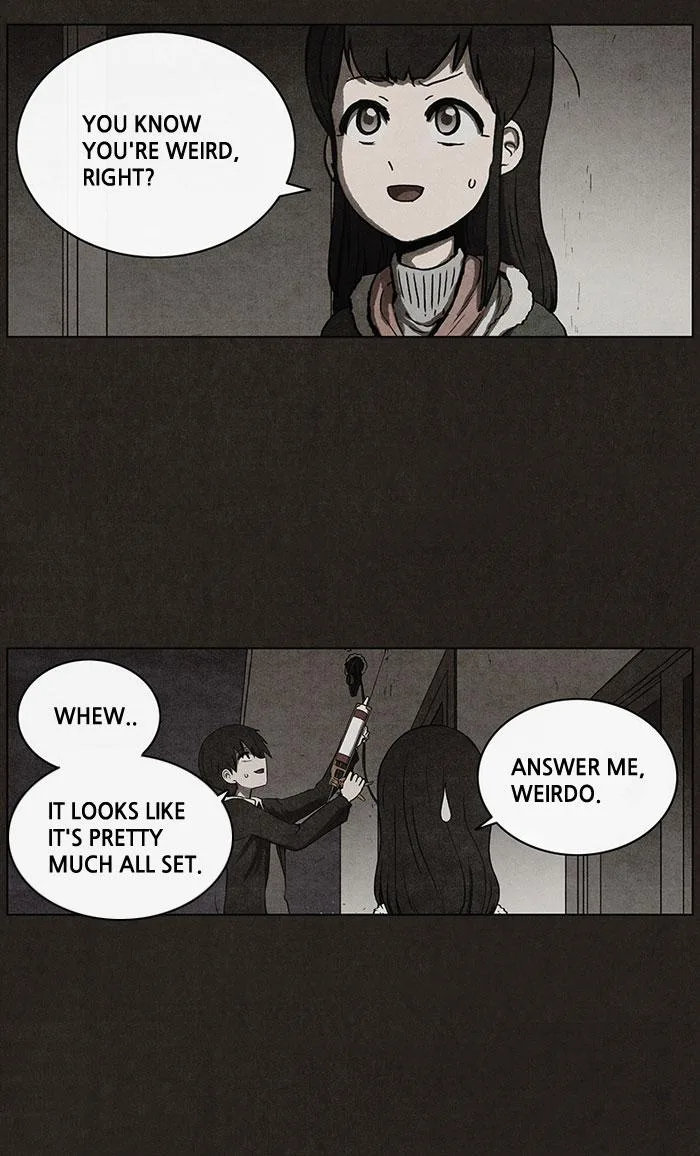 YOU KNOW
YOU'RE WEIRD,
RIGHT?
WHEW..
IT LOOKS LIKE
IT'S PRETTY
MUCH ALL SET.
ANSWER ME,
WEIRDO.